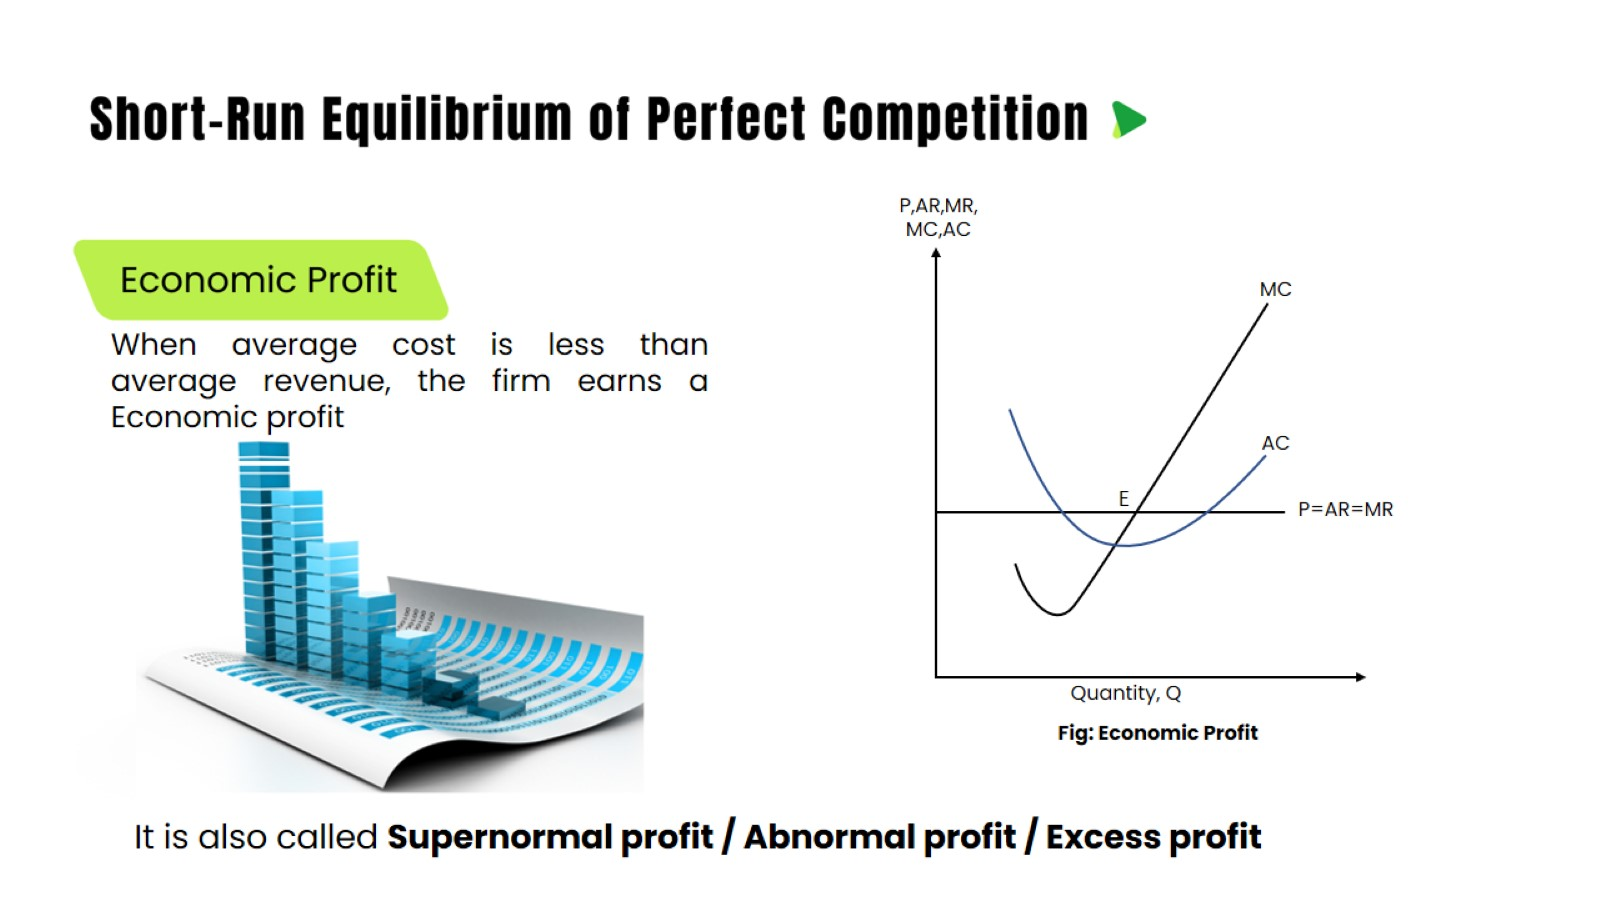 Short-Run Equilibrium of Perfect Competition
Economic Profit
When average cost is less than
average revenue, the firm earns a
Economic profit
P,AR,MR,
MC,AC
MC
AC
E
P=AR=MR
Quantity, Q
Fig: Economic Profit
It is also called Supernormal profit / Abnormal profit / Excess profit